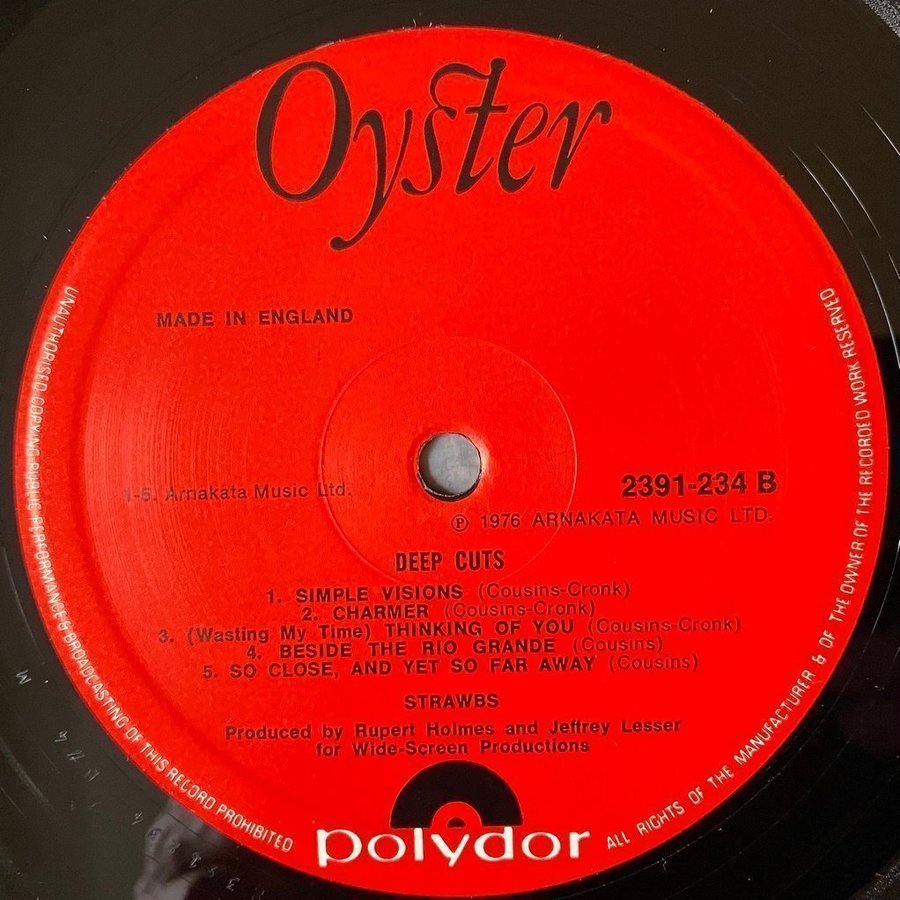 Oyster
MADE IN ENGLAND
1-5. Arnakata Music Ltd.
2391-234 B
℗ 1976 ARNAKATA MUSIC LTD.
DEEP CUTS
1. SIMPLE VISIONS (Cousins-Cronk)
2. CHARMER (Cousins-Cronk)
3. (Wasting My Time) THINKING OF YOU (Cousins-Cronk)
4. BESIDE THE RIO GRANDE (Cousins)
5. SO CLOSE, AND YET SO FAR AWAY (Cousins)
STRAWBS
Produced by Rupert Holmes and Jeffrey Lesser
for Wide-Screen Productions
polydor
UNAUTHORISED COPYING PUBLIC PERFORMANCE & BROADCASTING OF THIS RECORD PROHIBITED
ALL RIGHTS OF THE MANUFACTURER & OF THE OWNER OF THE RECORDED WORK RESERVED